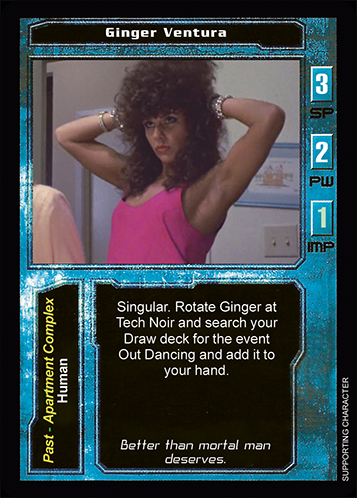 Ginger Ventura
3
SP
2
PW
1
IMP
Past - Apartment Complex
Human
Singular. Rotate Ginger at
Tech Noir and search your
Draw deck for the event
Out Dancing and add it to
your hand.
Better than mortal man
deserves.
SUPPORTING CHARACTER